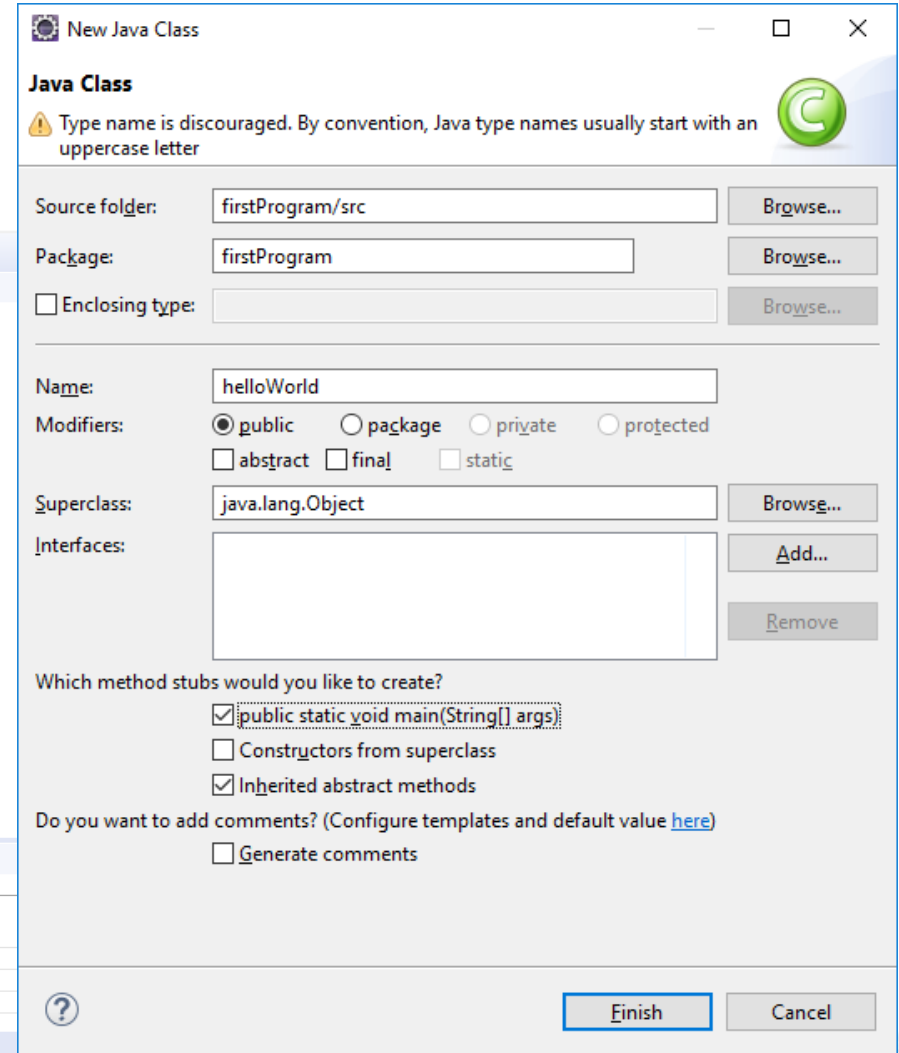 New Java Class
Java Class
Type name is discouraged. By convention, Java type names usually start with an
uppercase letter
Source folder: firstProgram/src Browse...
Package: firstProgram Browse...
Enclosing type: Browse...
Name: helloWorld
Modifiers: public package private protected
abstract final static
Superclass: java.lang.Object Browse...
Interfaces: Add...
Remove
Which method stubs would you like to create?
public static void main(String[] args)
Constructors from superclass
Inherited abstract methods
Do you want to add comments? (Configure templates and default value here)
Generate comments
? Finish Cancel